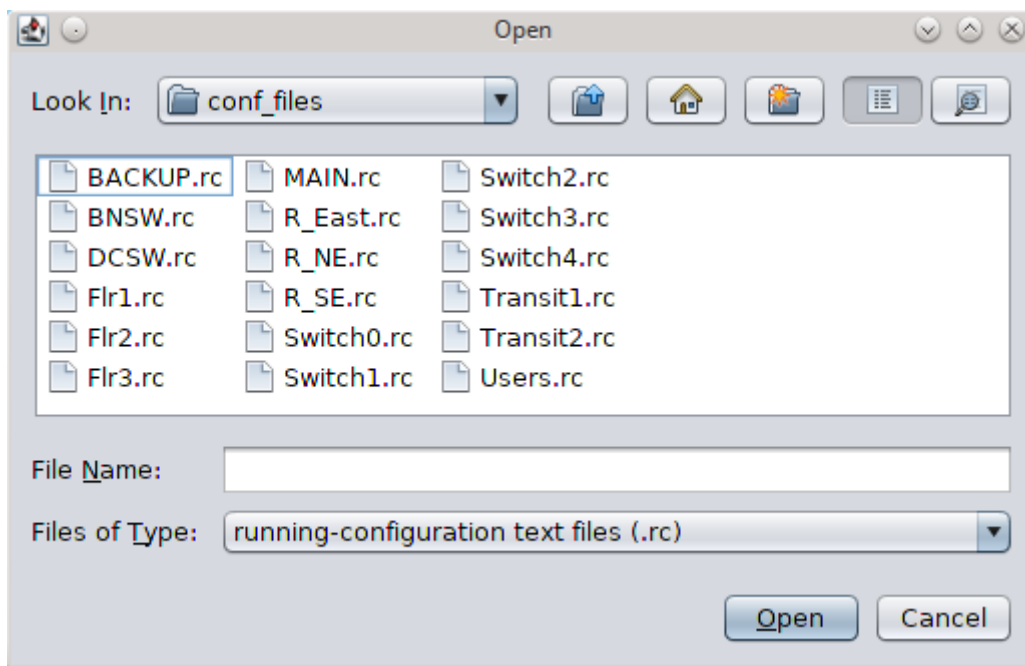 Open
Look In: conf_files
BACKUP.rc MAIN.rc Switch2.rc
BNSW.rc R_East.rc Switch3.rc
DCSW.rc R_NE.rc Switch4.rc
Flr1.rc R_SE.rc Transit1.rc
Flr2.rc Switch0.rc Transit2.rc
Flr3.rc Switch1.rc Users.rc
File Name:
Files of Type: running-configuration text files (.rc)
Open Cancel